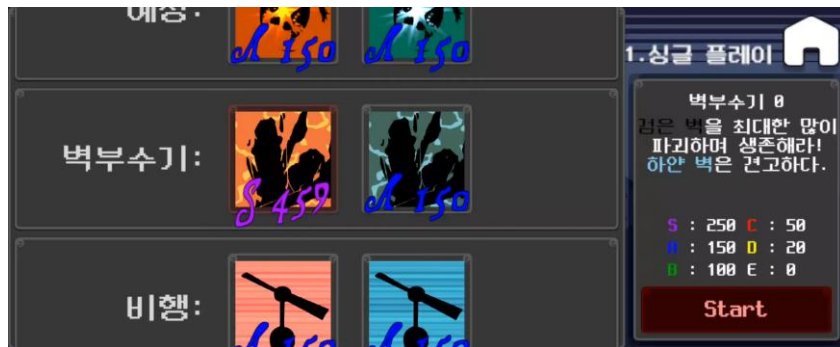 예정:
A 150
A 150
벽부수기:
S 459
A 150
비행:
1.싱글 플레이
벽부수기 0
검은 벽을 최대한 많이
파괴하며 생존해라!
하얀 벽은 견고하다.
S : 250 C : 50
A : 150 D : 20
B : 100 E : 0
Start